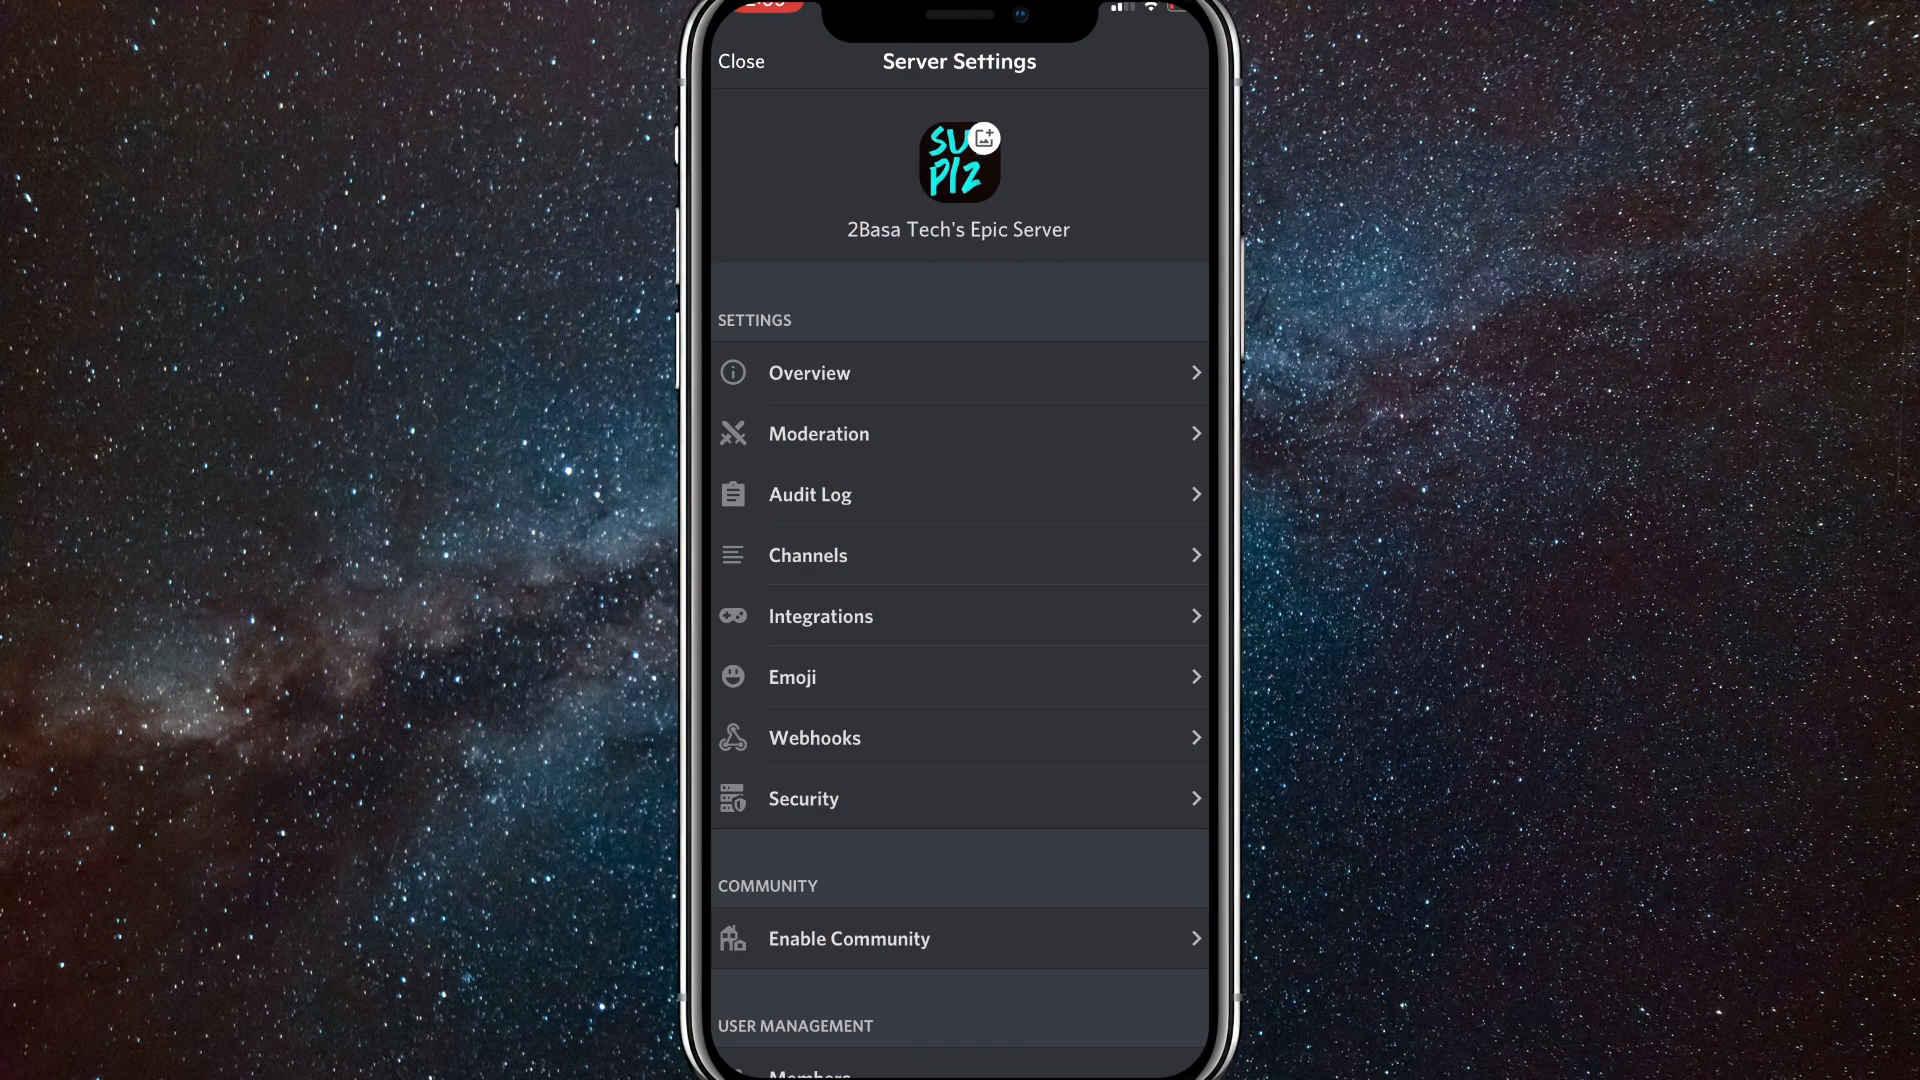 Close
Server Settings
SU
Plz
2Basa Tech's Epic Server
SETTINGS
Overview
Moderation
Audit Log
Channels
Integrations
Emoji
Webhooks
Security
COMMUNITY
Enable Community
USER MANAGEMENT
Members